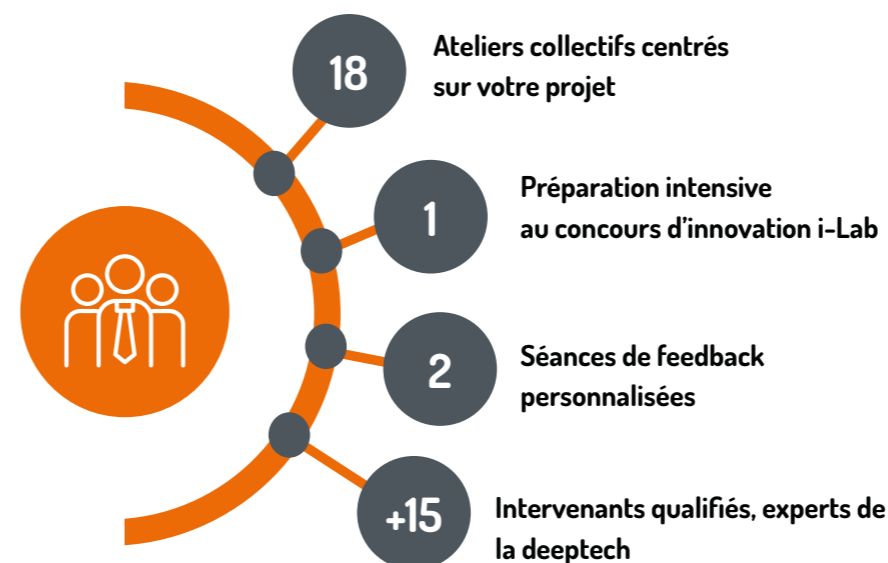 18
Ateliers collectifs centrés
sur votre projet
1
Préparation intensive
au concours d’innovation i-Lab
2
Séances de feedback
personnalisées
+15
Intervenants qualifiés, experts de
la deeptech